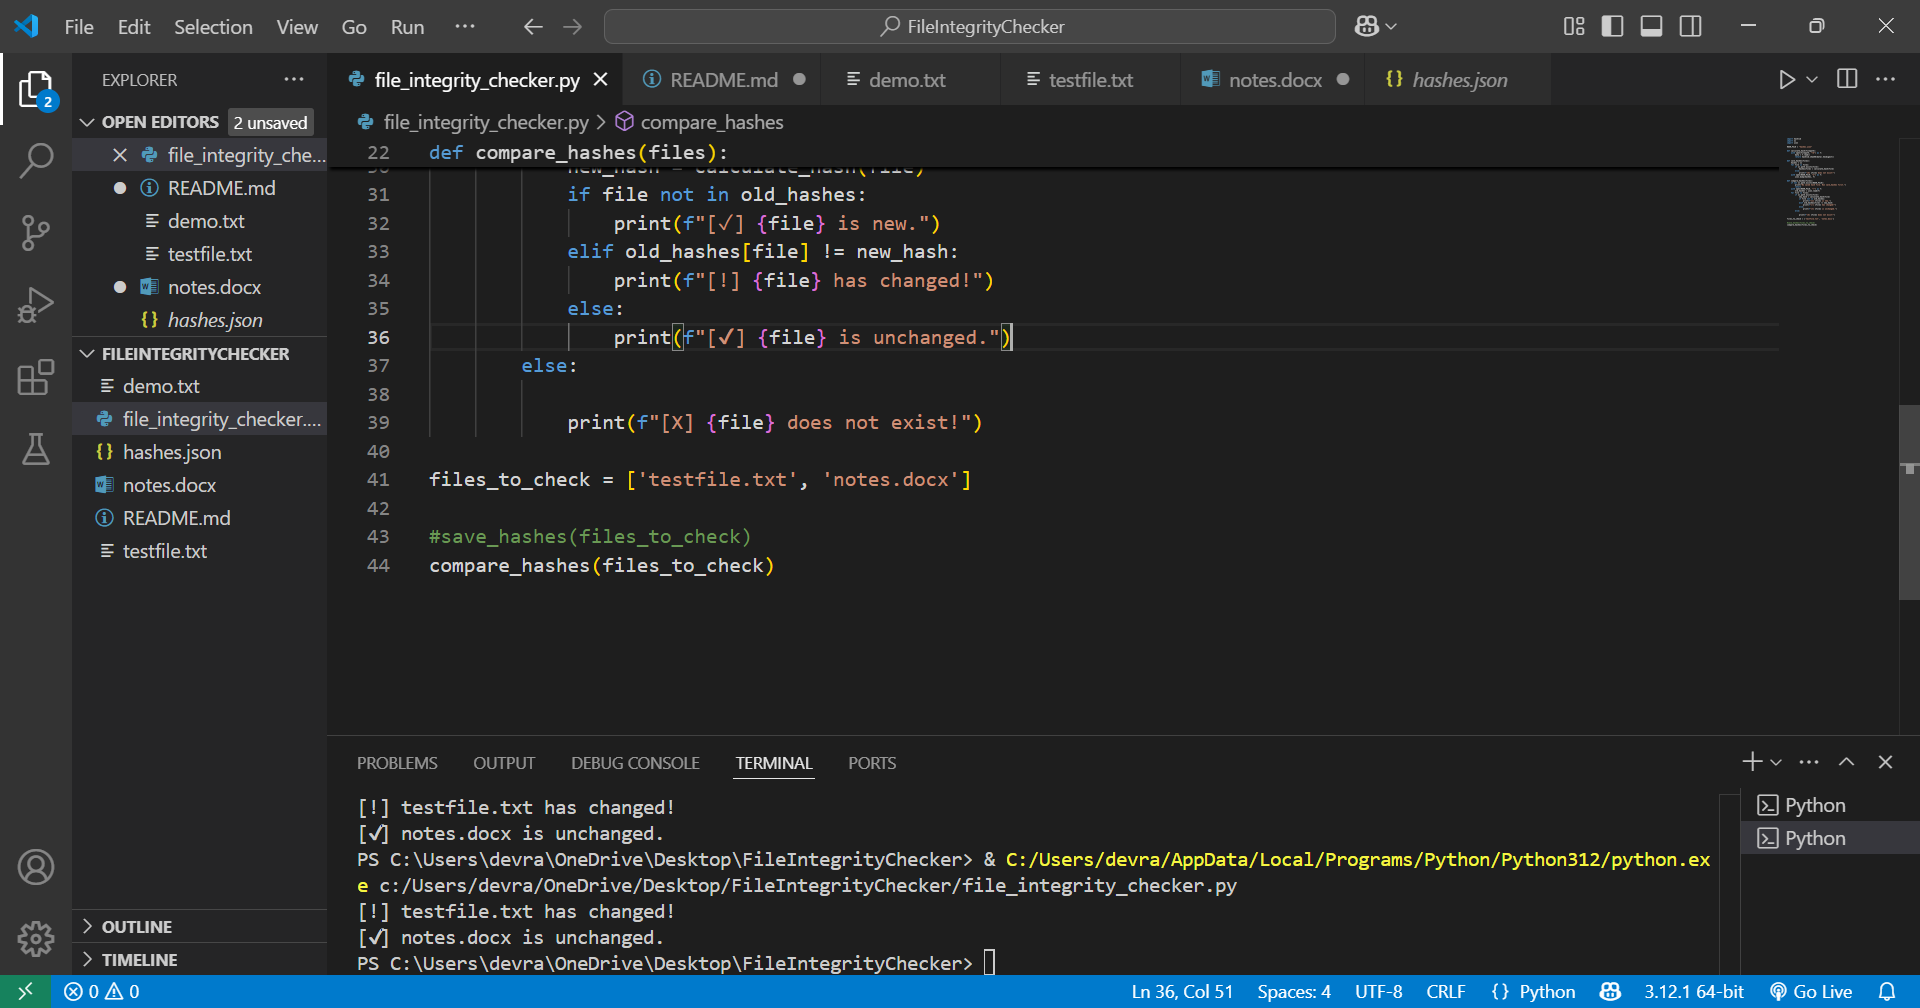 File Edit Selection View Go Run ··· FileIntegrityChecker
EXPLORER ···
2
OPEN EDITORS 2 unsaved
file_integrity_che...
README.md
demo.txt
testfile.txt
notes.docx
{} hashes.json
FILEINTEGRITYCHECKER
demo.txt
file_integrity_checker....
{} hashes.json
notes.docx
README.md
testfile.txt
OUTLINE
TIMELINE
file_integrity_checker.py README.md demo.txt testfile.txt notes.docx {} hashes.json ···
file_integrity_checker.py > compare_hashes
22 def compare_hashes(files):
30 new_hash = calculate_hash(file)
31 if file not in old_hashes:
32 print(f"[✓] {file} is new.")
33 elif old_hashes[file] != new_hash:
34 print(f"[!] {file} has changed!")
35 else:
36 print(f"[✔] {file} is unchanged.")
37 else:
38
39 print(f"[X] {file} does not exist!")
40
41 files_to_check = ['testfile.txt', 'notes.docx']
42
43 #save_hashes(files_to_check)
44 compare_hashes(files_to_check)
PROBLEMS OUTPUT DEBUG CONSOLE TERMINAL PORTS
[!] testfile.txt has changed!
[✔] notes.docx is unchanged.
PS C:\Users\devra\OneDrive\Desktop\FileIntegrityChecker> & C:/Users/devra/AppData/Local/Programs/Python/Python312/python.ex
e c:/Users/devra/OneDrive/Desktop/FileIntegrityChecker/file_integrity_checker.py
[!] testfile.txt has changed!
[✔] notes.docx is unchanged.
PS C:\Users\devra\OneDrive\Desktop\FileIntegrityChecker>
Python
Python
0 0 Ln 36, Col 51 Spaces: 4 UTF-8 CRLF {} Python 3.12.1 64-bit Go Live